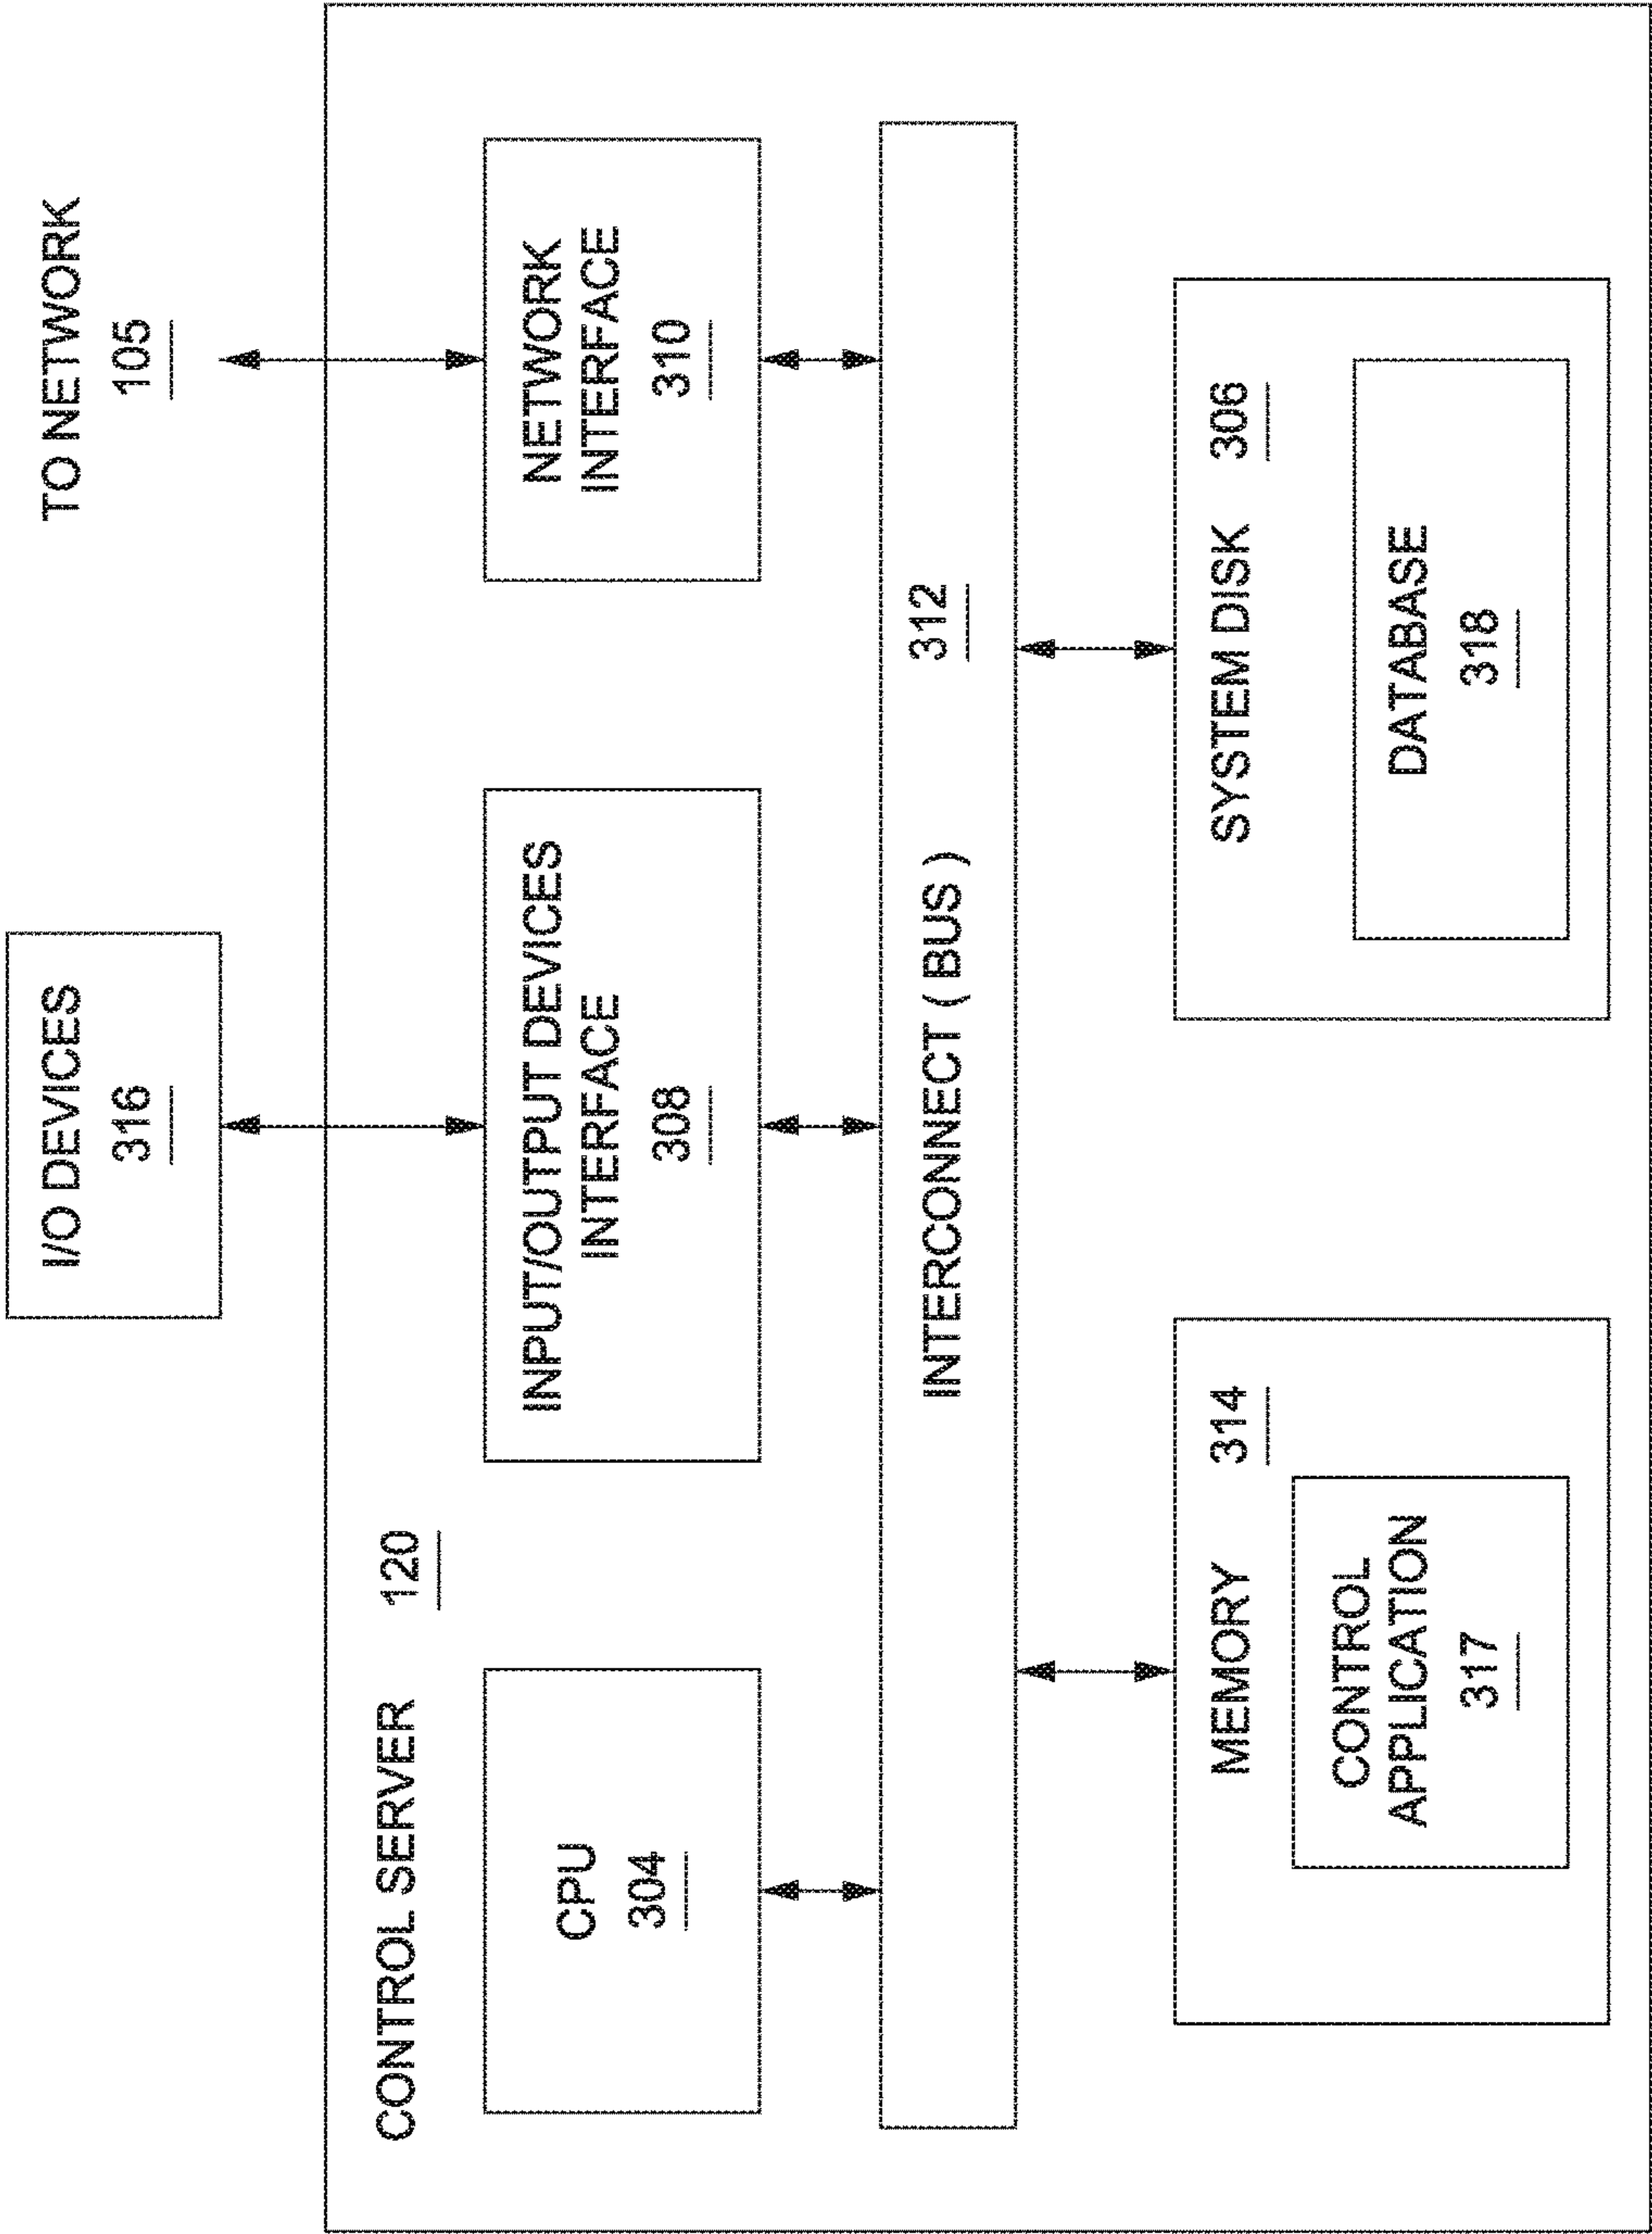 I/O DEVICES
316
TO NETWORK
105
CONTROL SERVER 120
CPU
304
INPUT/OUTPUT DEVICES
INTERFACE
308
NETWORK
INTERFACE
310
INTERCONNECT ( BUS ) 312
MEMORY 314
CONTROL
APPLICATION
317
SYSTEM DISK 306
DATABASE
318